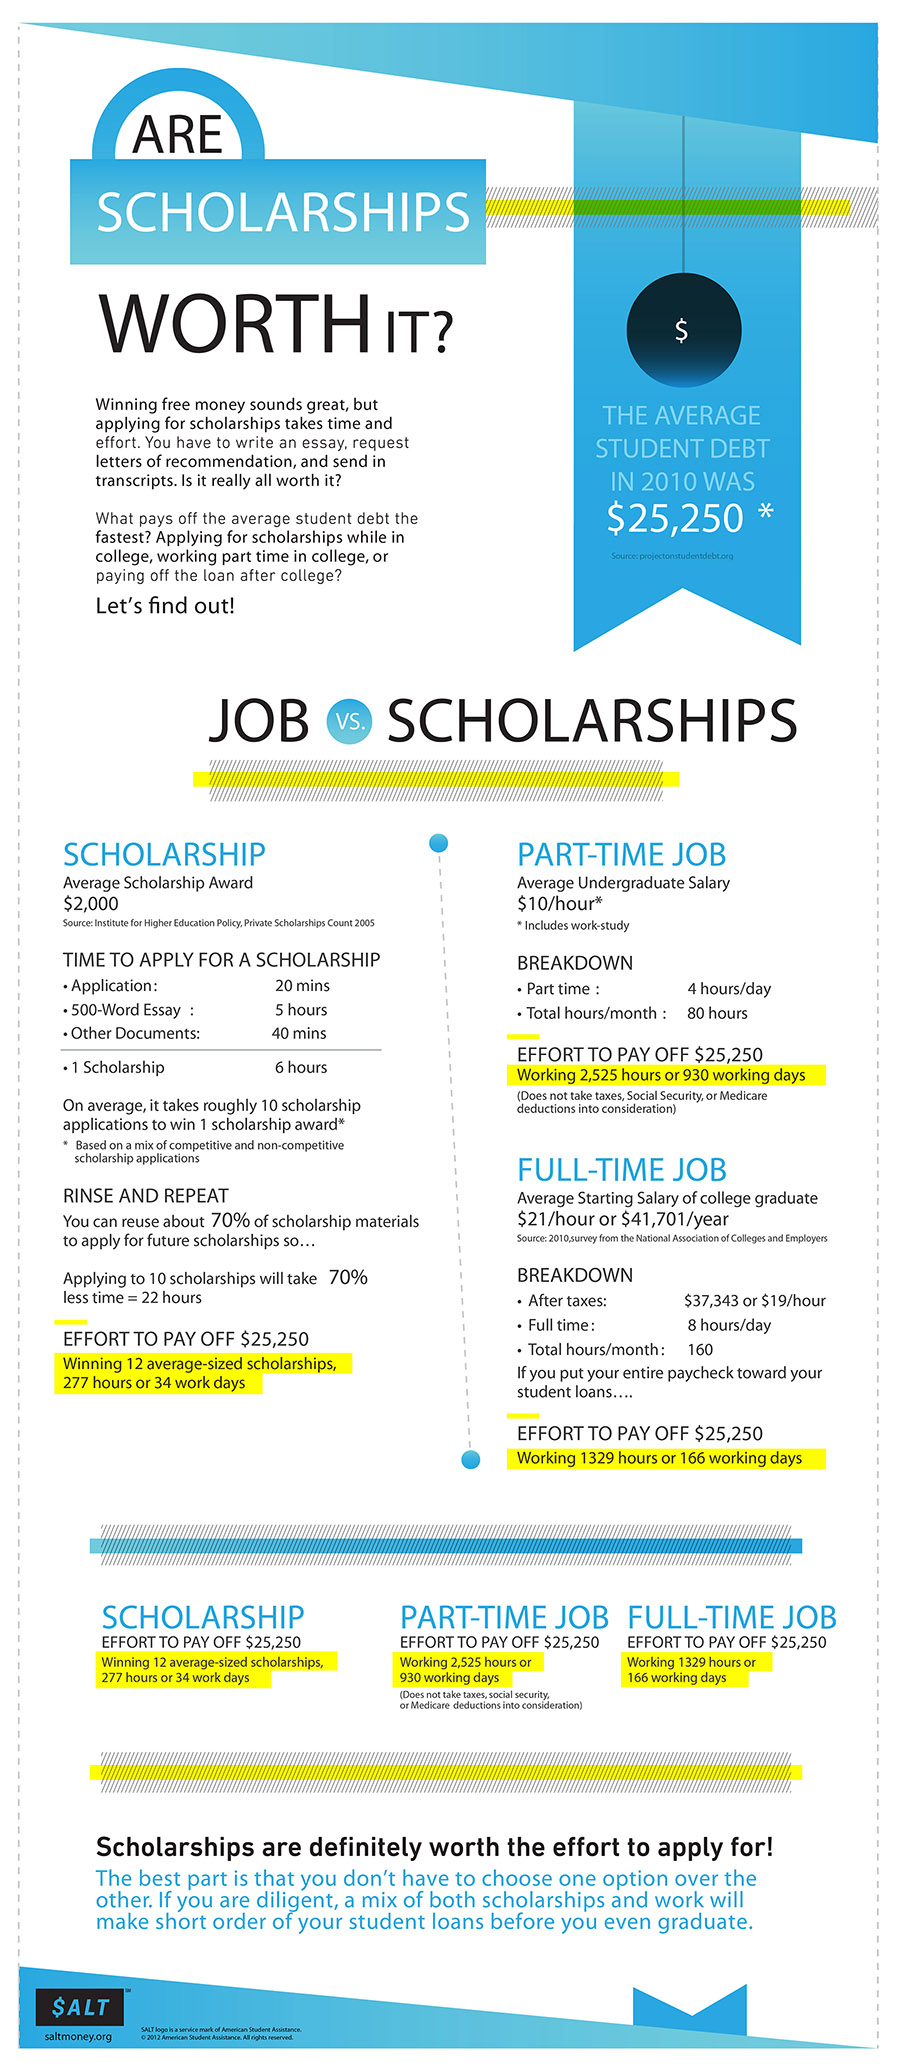 ARE
SCHOLARSHIPS
WORTH IT?
Winning free money sounds great, but
applying for scholarships takes time and
effort. You have to write an essay, request
letters of recommendation, and send in
transcripts. Is it really all worth it?
What pays off the average student debt the
fastest? Applying for scholarships while in
college, working part time in college, or
paying off the loan after college?
Let's find out!
$
THE AVERAGE
STUDENT DEBT
IN 2010 WAS
$25,250 *
Source: projectonstudentdebt.org
JOB VS. SCHOLARSHIPS
SCHOLARSHIP
Average Scholarship Award
$2,000
Source: Institute for Higher Education Policy, Private Scholarships Count 2005
TIME TO APPLY FOR A SCHOLARSHIP
• Application: 20 mins
• 500-Word Essay : 5 hours
• Other Documents: 40 mins
• 1 Scholarship 6 hours
On average, it takes roughly 10 scholarship
applications to win 1 scholarship award*
* Based on a mix of competitive and non-competitive
scholarship applications
RINSE AND REPEAT
You can reuse about 70% of scholarship materials
to apply for future scholarships so...
Applying to 10 scholarships will take 70%
less time = 22 hours
EFFORT TO PAY OFF $25,250
Winning 12 average-sized scholarships,
277 hours or 34 work days
PART-TIME JOB
Average Undergraduate Salary
$10/hour*
* Includes work-study
BREAKDOWN
• Part time : 4 hours/day
• Total hours/month : 80 hours
EFFORT TO PAY OFF $25,250
Working 2,525 hours or 930 working days
(Does not take taxes, Social Security, or Medicare
deductions into consideration)
FULL-TIME JOB
Average Starting Salary of college graduate
$21/hour or $41,701/year
Source: 2010,survey from the National Association of Colleges and Employers
BREAKDOWN
• After taxes: $37,343 or $19/hour
• Full time: 8 hours/day
• Total hours/month: 160
If you put your entire paycheck toward your
student loans....
EFFORT TO PAY OFF $25,250
Working 1329 hours or 166 working days
SCHOLARSHIP
EFFORT TO PAY OFF $25,250
Winning 12 average-sized scholarships,
277 hours or 34 work days
PART-TIME JOB
EFFORT TO PAY OFF $25,250
Working 2,525 hours or
930 working days
(Does not take taxes, social security,
or Medicare deductions into consideration)
FULL-TIME JOB
EFFORT TO PAY OFF $25,250
Working 1329 hours or
166 working days
Scholarships are definitely worth the effort to apply for!
The best part is that you don't have to choose one option over the
other. If you are diligent, a mix of both scholarships and work will
make short order of your student loans before you even graduate.
$ALT SM
saltmoney.org
SALT logo is a service mark of American Student Assistance.
© 2012 American Student Assistance. All rights reserved.